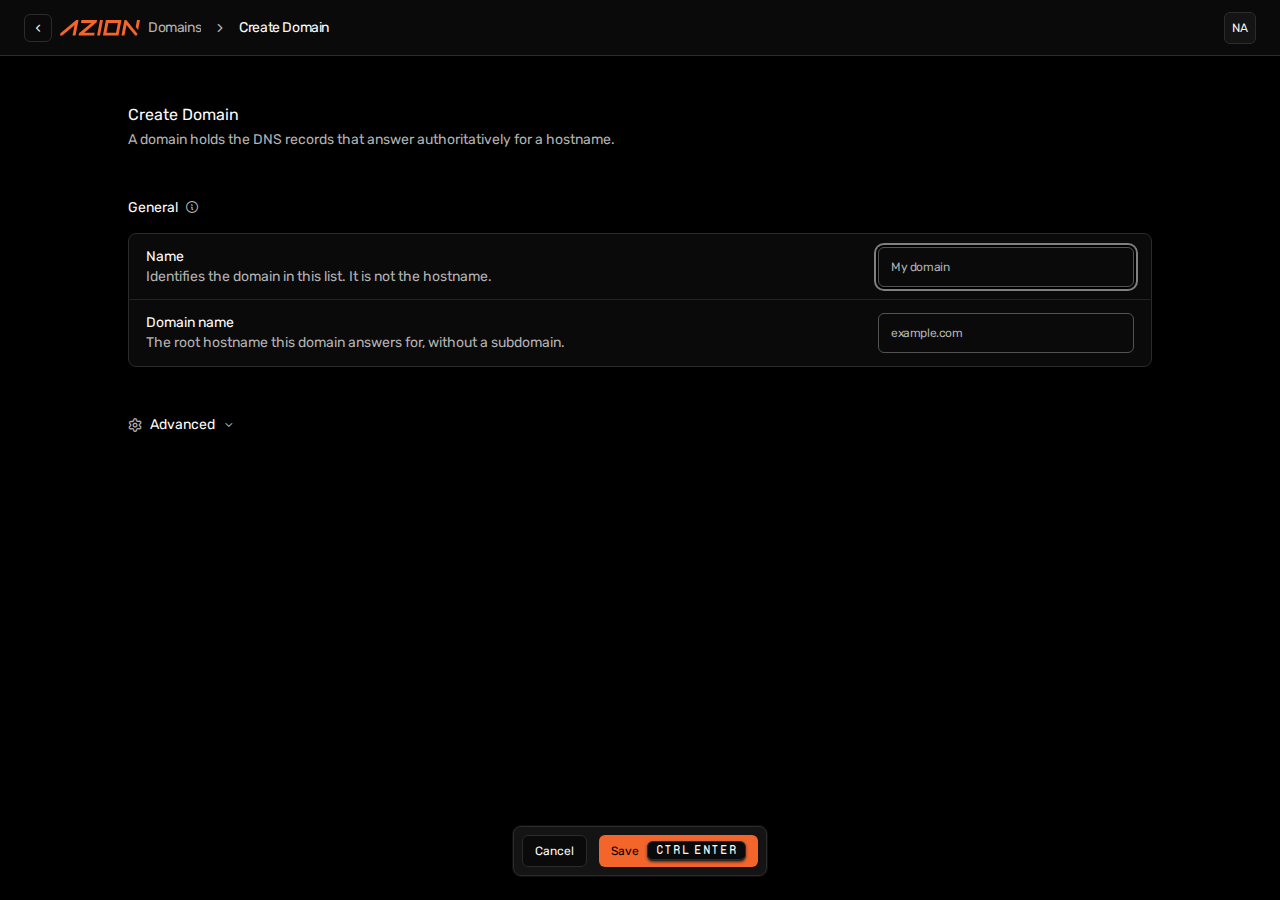 AZION Domains Create Domain NA
Create Domain
A domain holds the DNS records that answer authoritatively for a hostname.
General
Name
Identifies the domain in this list. It is not the hostname.
My domain
Domain name
The root hostname this domain answers for, without a subdomain.
example.com
Advanced
Cancel Save CTRL ENTER